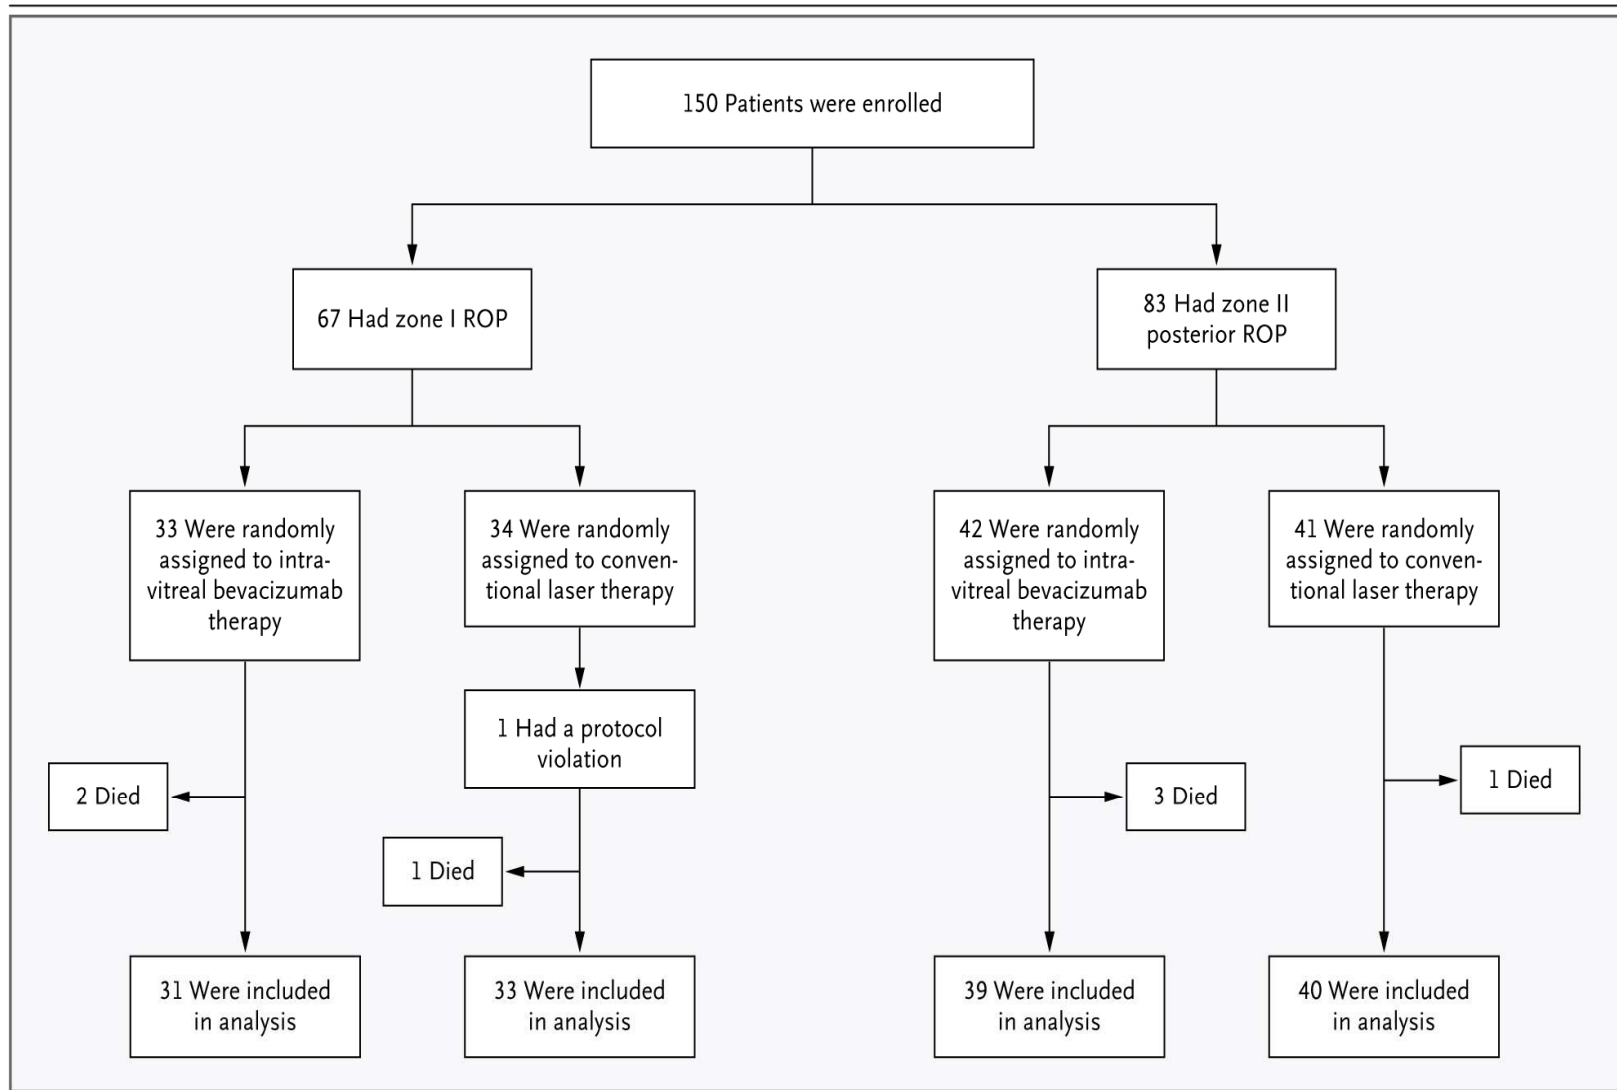 150 Patients were enrolled
67 Had zone I ROP
83 Had zone II
posterior ROP
33 Were randomly
assigned to intra-
vitreal bevacizumab
therapy
34 Were randomly
assigned to conven-
tional laser therapy
42 Were randomly
assigned to intra-
vitreal bevacizumab
therapy
41 Were randomly
assigned to conven-
tional laser therapy
1 Had a protocol
violation
2 Died
1 Died
3 Died
1 Died
31 Were included
in analysis
33 Were included
in analysis
39 Were included
in analysis
40 Were included
in analysis